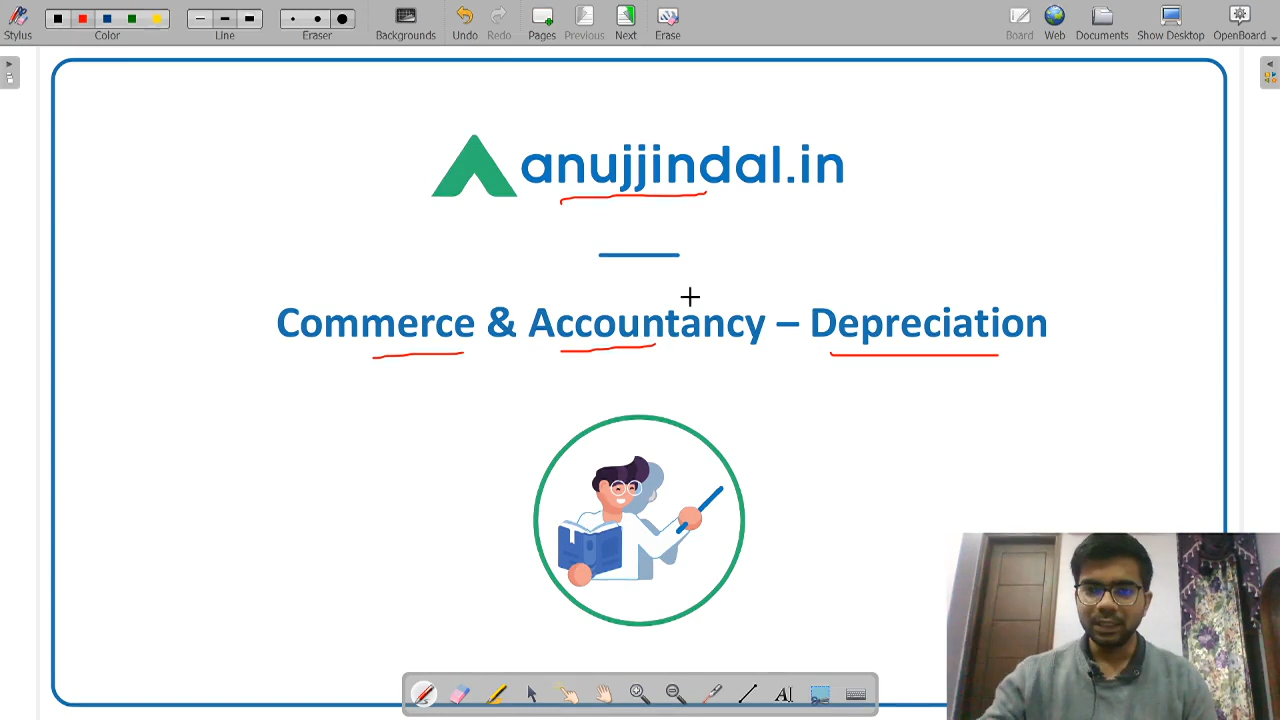 Stylus Color Line Eraser Backgrounds Undo Redo Pages Previous Next Erase Board Web Documents Show Desktop OpenBoard
anujjindal.in
Commerce & Accountancy – Depreciation